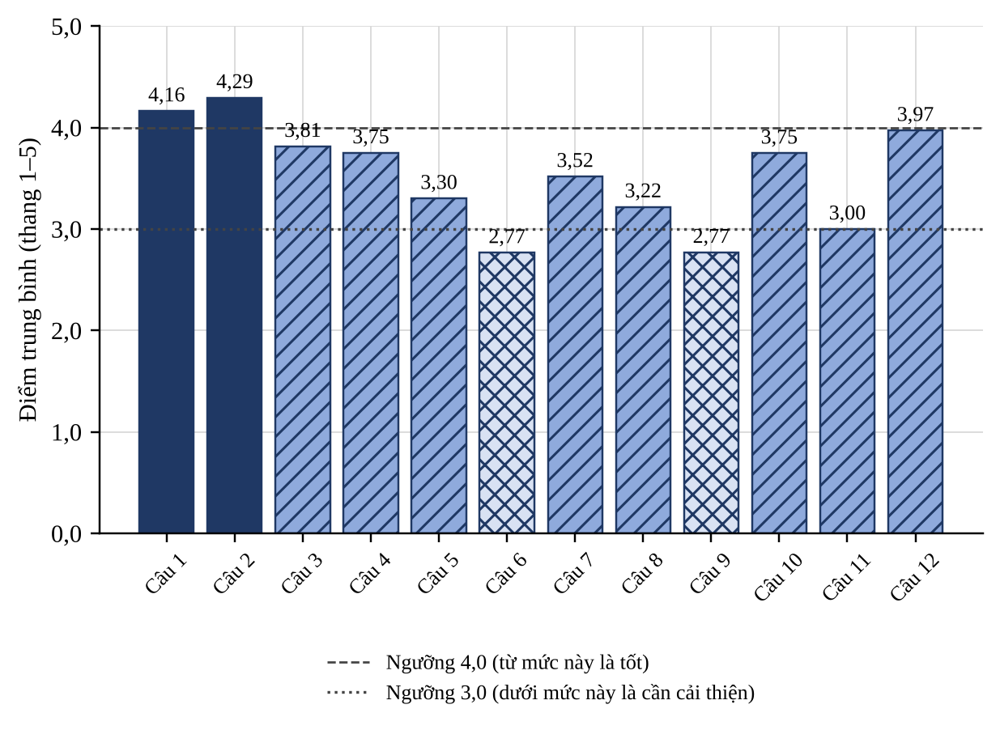 Điểm trung bình (thang 1–5)
5,0
4,0
3,0
2,0
1,0
0,0
4,16
4,29
3,81
3,75
3,30
2,77
3,52
3,22
2,77
3,75
3,00
3,97
Câu 1
Câu 2
Câu 3
Câu 4
Câu 5
Câu 6
Câu 7
Câu 8
Câu 9
Câu 10
Câu 11
Câu 12
Ngưỡng 4,0 (từ mức này là tốt)
Ngưỡng 3,0 (dưới mức này là cần cải thiện)